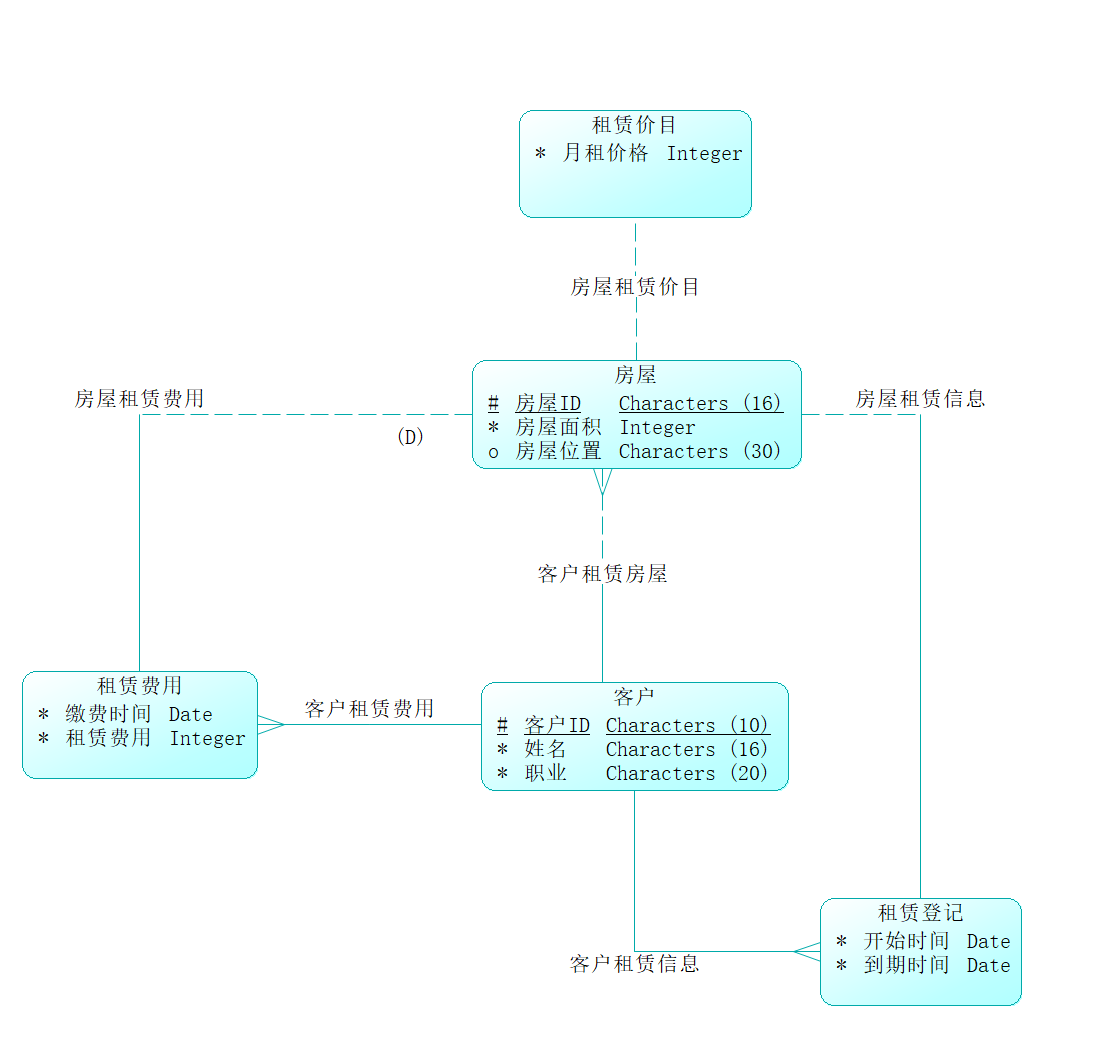 租赁价目
* 月租价格 Integer
房屋租赁价目
房屋
# 房屋ID Characters (16)
* 房屋面积 Integer
o 房屋位置 Characters (30)
房屋租赁费用
(D)
房屋租赁信息
客户租赁房屋
租赁费用
* 缴费时间 Date
* 租赁费用 Integer
客户租赁费用
客户
# 客户ID Characters (10)
* 姓名 Characters (16)
* 职业 Characters (20)
客户租赁信息
租赁登记
* 开始时间 Date
* 到期时间 Date